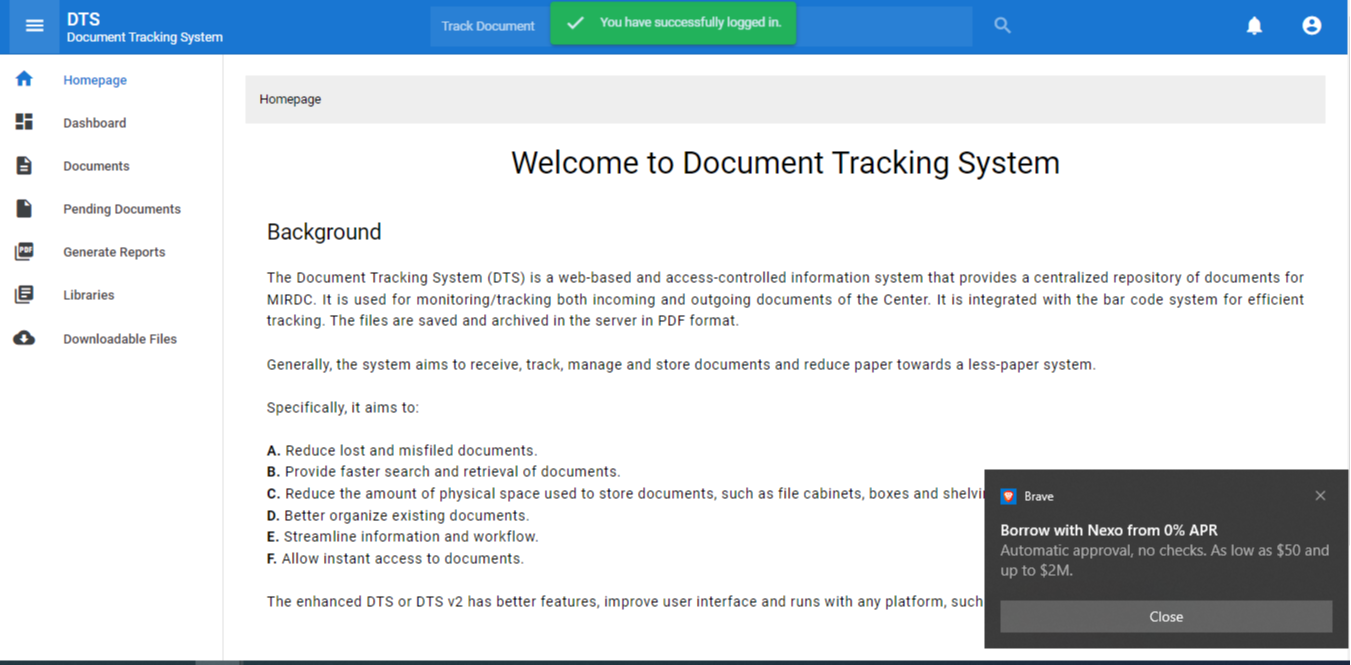 DTS
Document Tracking System
Track Document
You have successfully logged in.
Homepage
Dashboard
Documents
Pending Documents
PDF
Generate Reports
Libraries
Downloadable Files
Homepage
Welcome to Document Tracking System
Background
The Document Tracking System (DTS) is a web-based and access-controlled information system that provides a centralized repository of documents for
MIRDC. It is used for monitoring/tracking both incoming and outgoing documents of the Center. It is integrated with the bar code system for efficient
tracking. The files are saved and archived in the server in PDF format.
Generally, the system aims to receive, track, manage and store documents and reduce paper towards a less-paper system.
Specifically, it aims to:
A. Reduce lost and misfiled documents.
B. Provide faster search and retrieval of documents.
C. Reduce the amount of physical space used to store documents, such as file cabinets, boxes and
D. Better organize existing documents.
E. Streamline information and workflow.
F. Allow instant access to documents.
The enhanced DTS or DTS v2 has better features, improve user interface and runs with any platform, such
Brave
Borrow with Nexo from 0% APR
Automatic approval, no checks. As low as $50 and
up to $2M.
Close